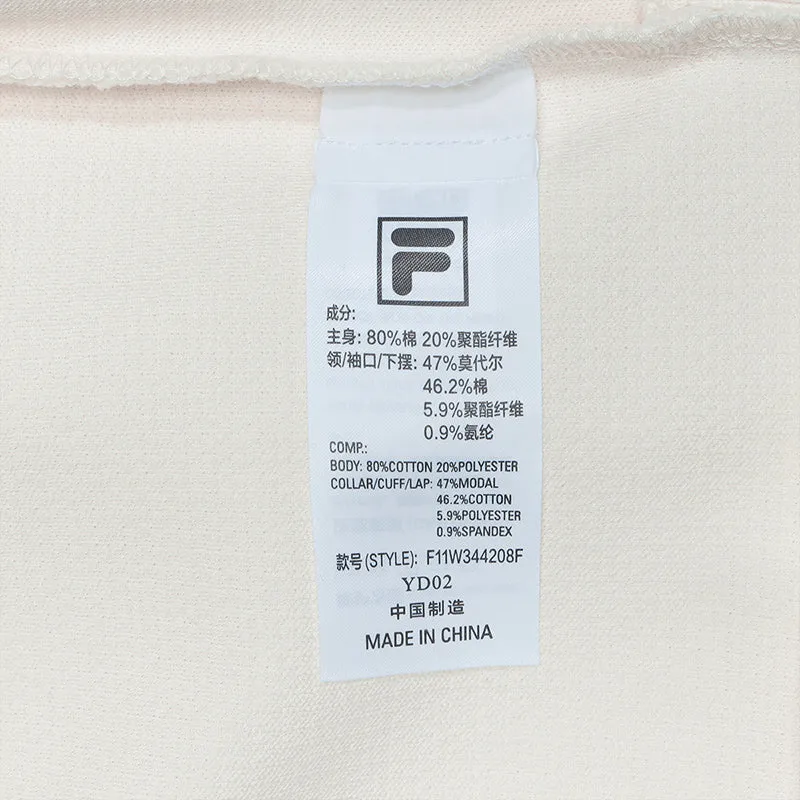 F
成分:
主身: 80%棉 20%聚酯纤维
领/袖口/下摆: 47%莫代尔
46.2%棉
5.9%聚酯纤维
0.9%氨纶
COMP.:
BODY: 80%COTTON 20%POLYESTER
COLLAR/CUFF/LAP: 47%MODAL
46.2%COTTON
5.9%POLYESTER
0.9%SPANDEX
款号(STYLE): F11W344208F
YD02
中国制造
MADE IN CHINA